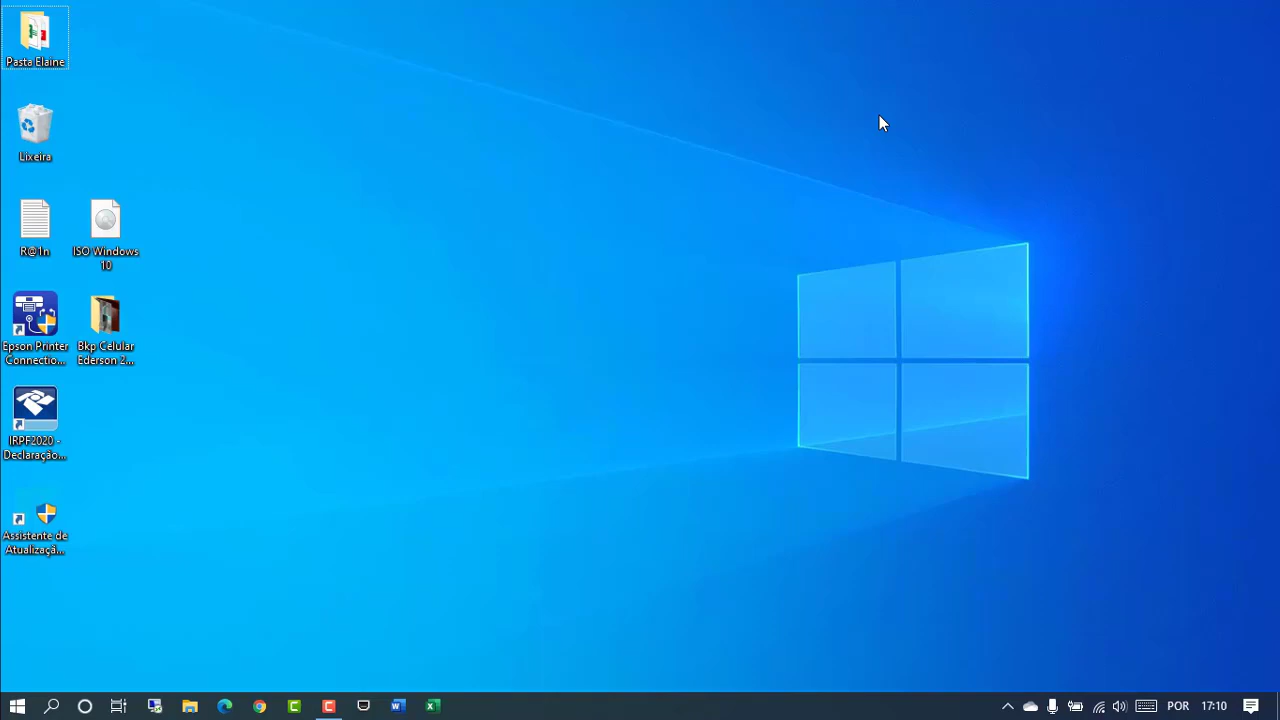 Pasta Elaine
Lixeira
R@1n
ISO Windows
10
Epson Printer
Connectio...
Bkp Celular
Ederson 2...
IRPF2020 -
Declaração...
Assistente de
Atualizaçã...
POR
17:10